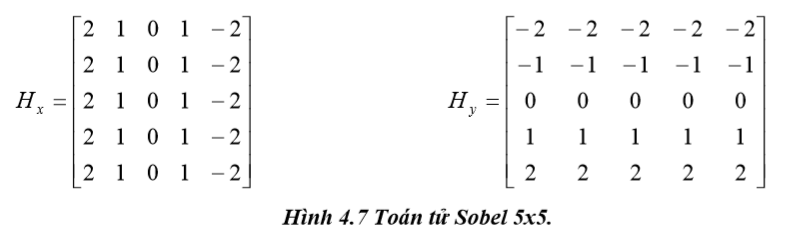 2 1 0 1 -2 -2 -2 -2 -2 -2
2 1 0 1 -2 -1 -1 -1 -1 -1
Hx = 2 1 0 1 -2 Hy = 0 0 0 0 0
2 1 0 1 -2 1 1 1 1 1
2 1 0 1 -2 2 2 2 2 2
Hình 4.7 Toán tử Sobel 5x5.